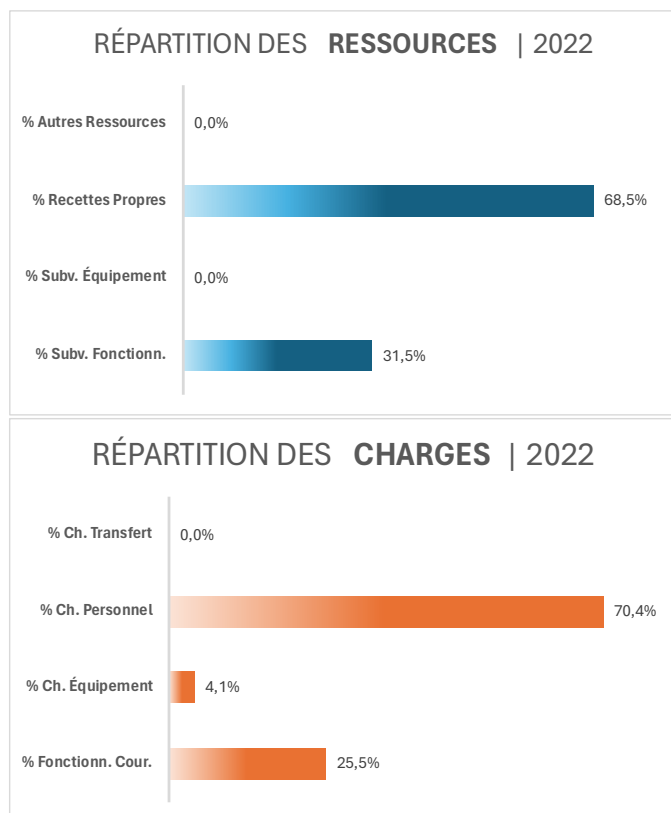 RÉPARTITION DES RESSOURCES | 2022
% Autres Ressources 0,0%
% Recettes Propres 68,5%
% Subv. Équipement 0,0%
% Subv. Fonctionn. 31,5%
RÉPARTITION DES CHARGES | 2022
% Ch. Transfert 0,0%
% Ch. Personnel 70,4%
% Ch. Équipement 4,1%
% Fonctionn. Cour. 25,5%